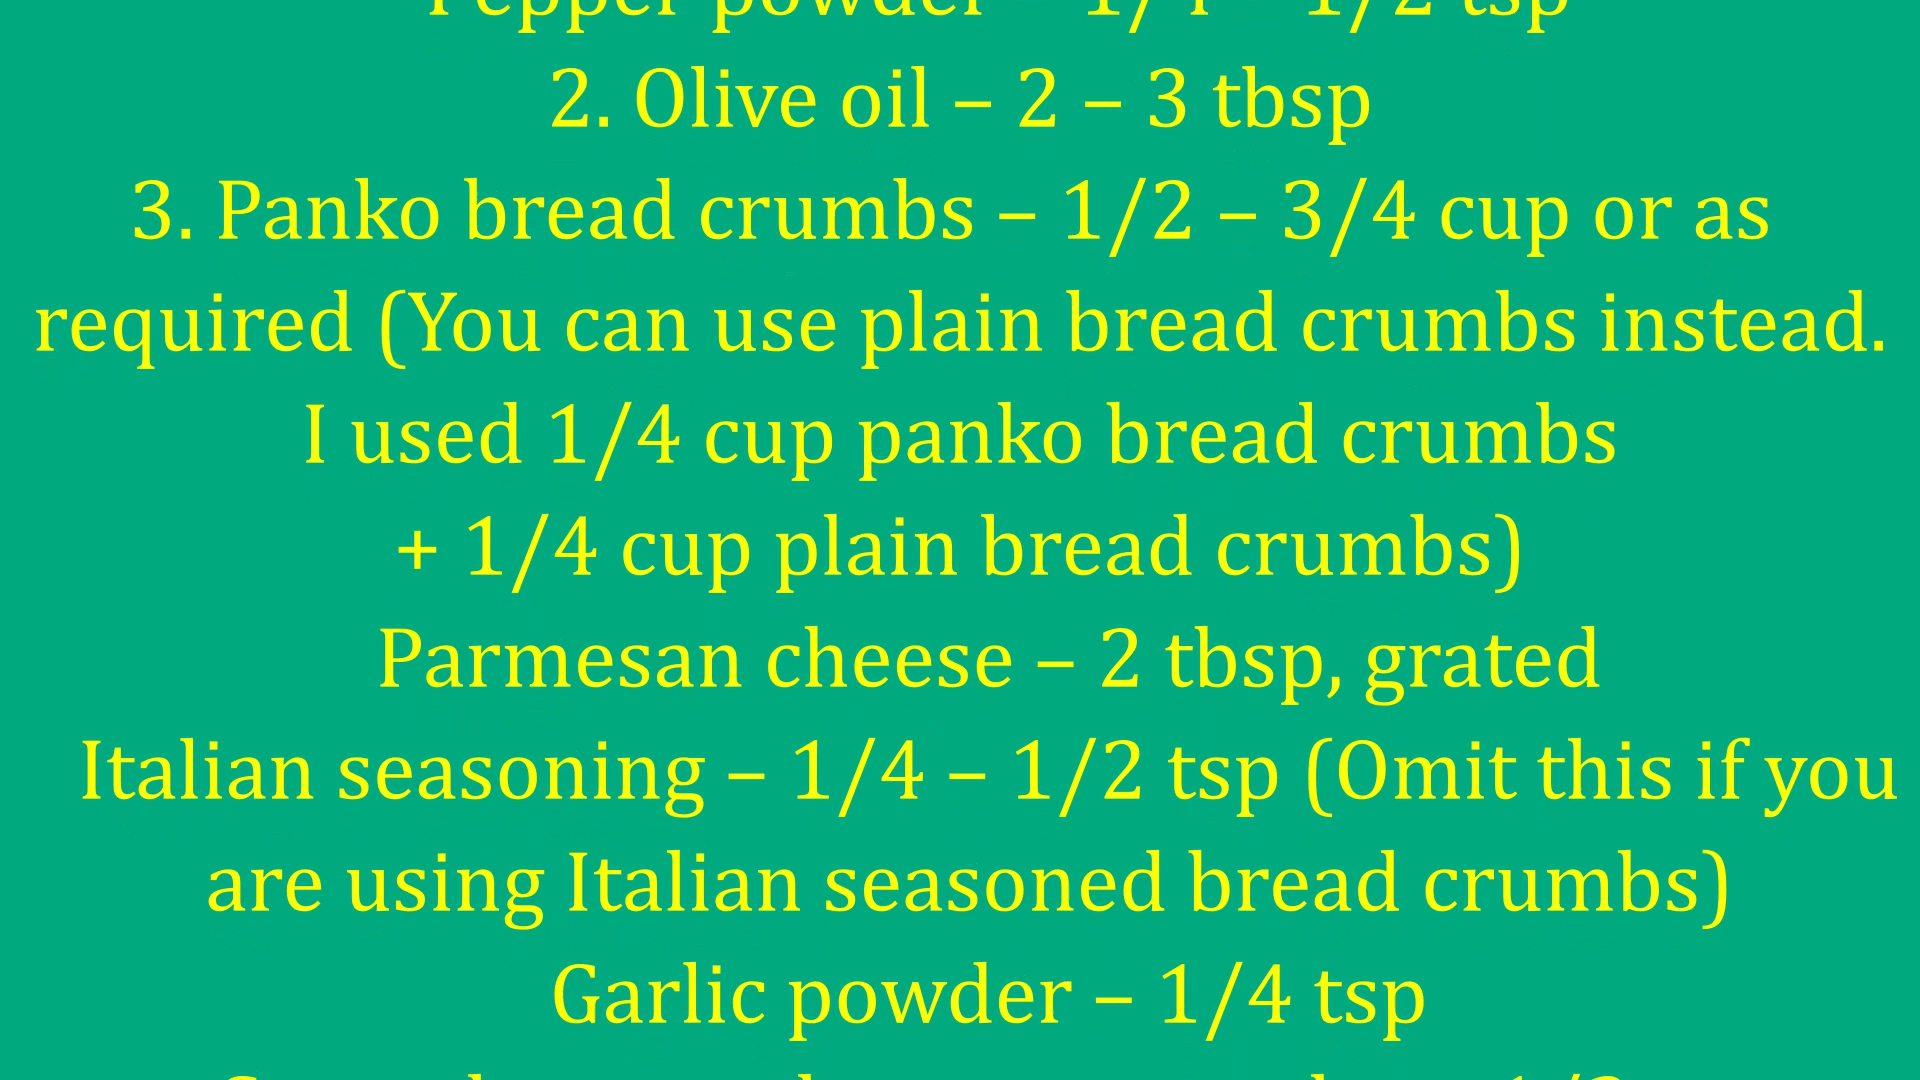 Pepper powder – 1/4 – 1/2 tsp
2. Olive oil – 2 – 3 tbsp
3. Panko bread crumbs – 1/2 – 3/4 cup or as
required (You can use plain bread crumbs instead.
I used 1/4 cup panko bread crumbs
+ 1/4 cup plain bread crumbs)
Parmesan cheese – 2 tbsp, grated
Italian seasoning – 1/4 – 1/2 tsp (Omit this if you
are using Italian seasoned bread crumbs)
Garlic powder – 1/4 tsp